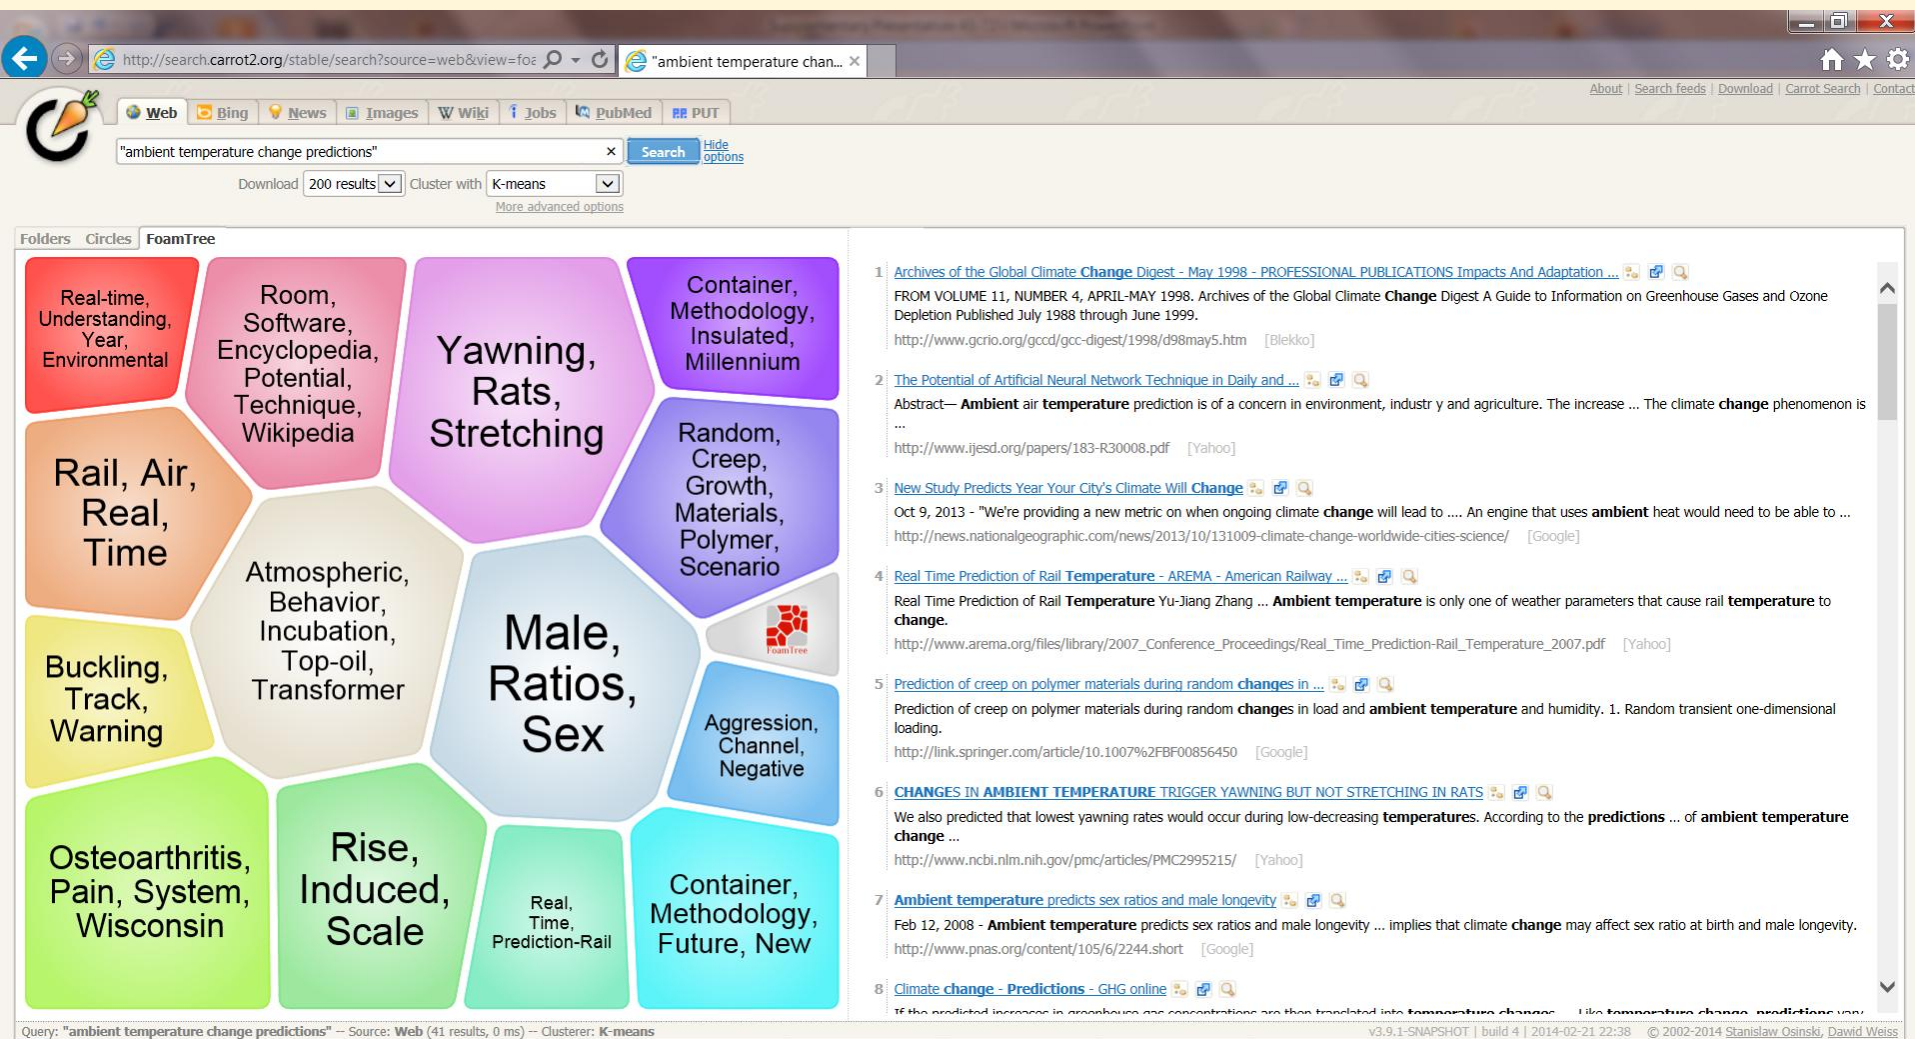 http://search.carrot2.org/stable/search?source=web&view=foa
"ambient temperature chan...
About | Search feeds | Download | Carrot Search | Contact
Web Bing News Images Wiki Jobs PubMed PUT
"ambient temperature change predictions"
Search
Hide options
Download 200 results Cluster with K-means
More advanced options
Folders Circles FoamTree
Real-time,
Understanding,
Year,
Environmental
Room,
Software,
Encyclopedia,
Potential,
Technique,
Wikipedia
Yawning,
Rats,
Stretching
Container,
Methodology,
Insulated,
Millennium
Rail, Air,
Real,
Time
Random,
Creep,
Growth,
Materials,
Polymer,
Scenario
Atmospheric,
Behavior,
Incubation,
Top-oil,
Transformer
Male,
Ratios,
Sex
FoamTree
Buckling,
Track,
Warning
Aggression,
Channel,
Negative
Osteoarthritis,
Pain, System,
Wisconsin
Rise,
Induced,
Scale
Real,
Time,
Prediction-Rail
Container,
Methodology,
Future, New
1 Archives of the Global Climate Change Digest - May 1998 - PROFESSIONAL PUBLICATIONS Impacts And Adaptation ...
FROM VOLUME 11, NUMBER 4, APRIL-MAY 1998. Archives of the Global Climate Change Digest A Guide to Information on Greenhouse Gases and Ozone
Depletion Published July 1988 through June 1999.
http://www.gcrio.org/gccd/gcc-digest/1998/d98may5.htm [Blekko]
2 The Potential of Artificial Neural Network Technique in Daily and ...
Abstract— Ambient air temperature prediction is of a concern in environment, industr y and agriculture. The increase ... The climate change phenomenon is
...
http://www.ijesd.org/papers/183-R30008.pdf [Yahoo]
3 New Study Predicts Year Your City's Climate Will Change
Oct 9, 2013 - "We're providing a new metric on when ongoing climate change will lead to .... An engine that uses ambient heat would need to be able to ...
http://news.nationalgeographic.com/news/2013/10/131009-climate-change-worldwide-cities-science/ [Google]
4 Real Time Prediction of Rail Temperature - AREMA - American Railway ...
Real Time Prediction of Rail Temperature Yu-Jiang Zhang ... Ambient temperature is only one of weather parameters that cause rail temperature to
change.
http://www.arema.org/files/library/2007_Conference_Proceedings/Real_Time_Prediction-Rail_Temperature_2007.pdf [Yahoo]
5 Prediction of creep on polymer materials during random changes in ...
Prediction of creep on polymer materials during random changes in load and ambient temperature and humidity. 1. Random transient one-dimensional
loading.
http://link.springer.com/article/10.1007%2FBF00856450 [Google]
6 CHANGES IN AMBIENT TEMPERATURE TRIGGER YAWNING BUT NOT STRETCHING IN RATS
We also predicted that lowest yawning rates would occur during low-decreasing temperatures. According to the predictions ... of ambient temperature
change ...
http://www.ncbi.nlm.nih.gov/pmc/articles/PMC2995215/ [Yahoo]
7 Ambient temperature predicts sex ratios and male longevity
Feb 12, 2008 - Ambient temperature predicts sex ratios and male longevity ... implies that climate change may affect sex ratio at birth and male longevity.
http://www.pnas.org/content/105/6/2244.short [Google]
8 Climate change - Predictions - GHG online
If the predicted increases in greenhouse gas concentrations are then translated into temperature changes ... Like temperature change, predictions vary
Query: "ambient temperature change predictions" -- Source: Web (41 results, 0 ms) -- Clusterer: K-means
v3.9.1-SNAPSHOT | build 4 | 2014-02-21 22:38 © 2002-2014 Stanislaw Osinski, Dawid Weiss